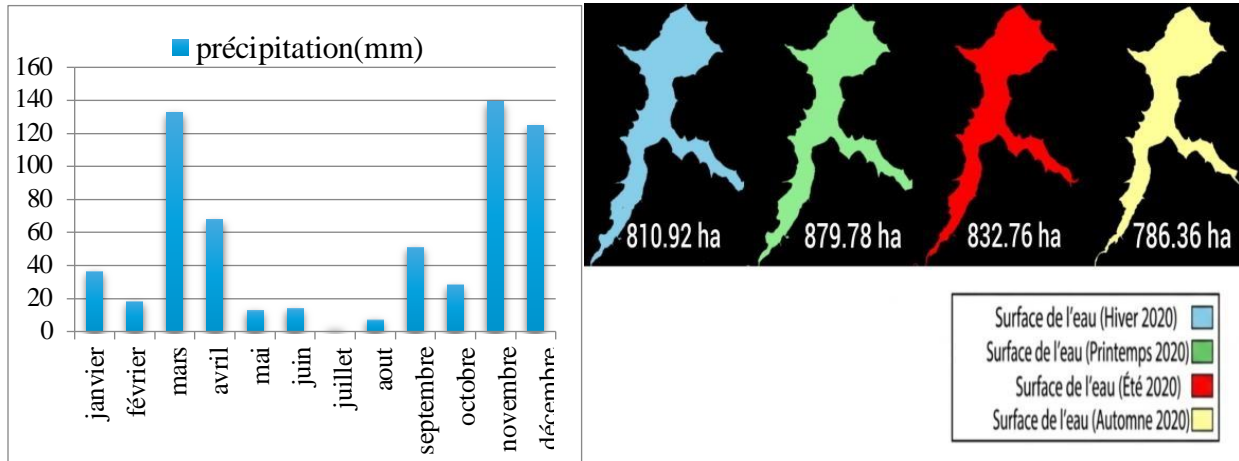 précipitation(mm)
160
140
120
100
80
60
40
20
0
janvier
février
mars
avril
mai
juin
juillet
aout
septembre
octobre
novembre
décembre
810.92 ha
879.78 ha
832.76 ha
786.36 ha
Surface de l'eau (Hiver 2020)
Surface de l'eau (Printemps 2020)
Surface de l'eau (Été 2020)
Surface de l'eau (Automne 2020)